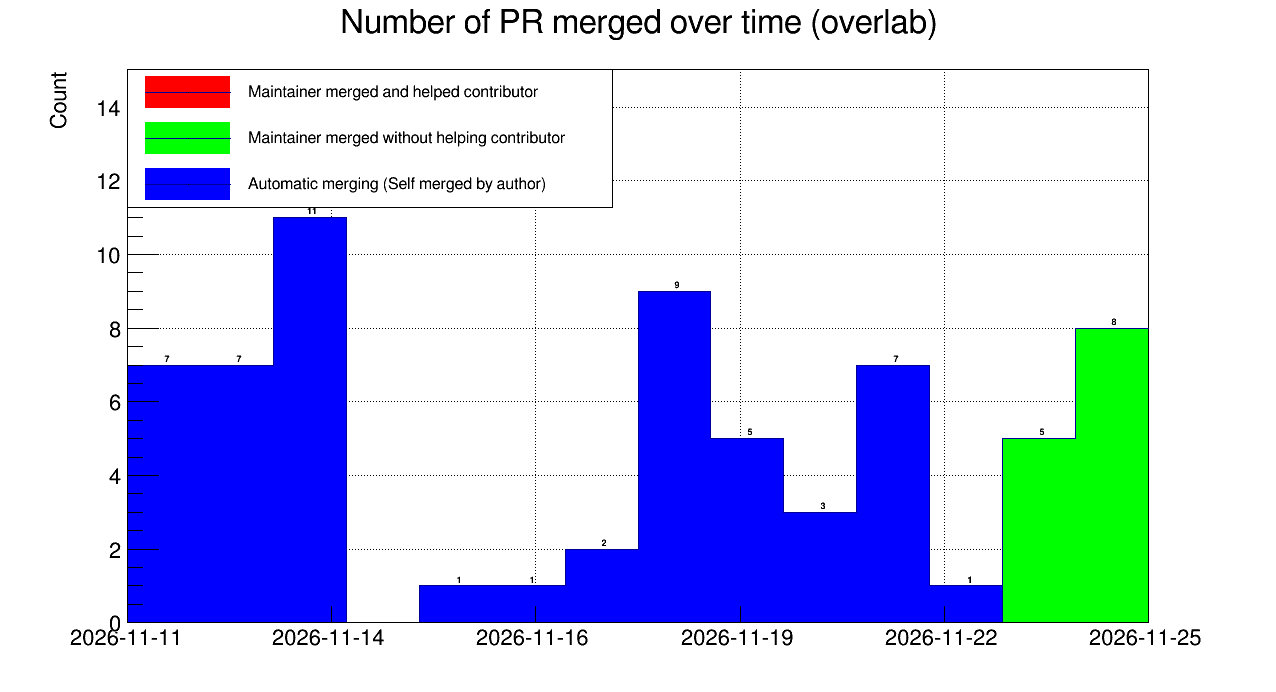 Number of PR merged over time (overlab)
Count
Maintainer merged and helped contributor
Maintainer merged without helping contributor
Automatic merging (Self merged by author)
14
12
10
8
6
4
2
0
7 7 11 1 1 2 9 5 3 7 1 5 8
2026-11-11 2026-11-14 2026-11-16 2026-11-19 2026-11-22 2026-11-25